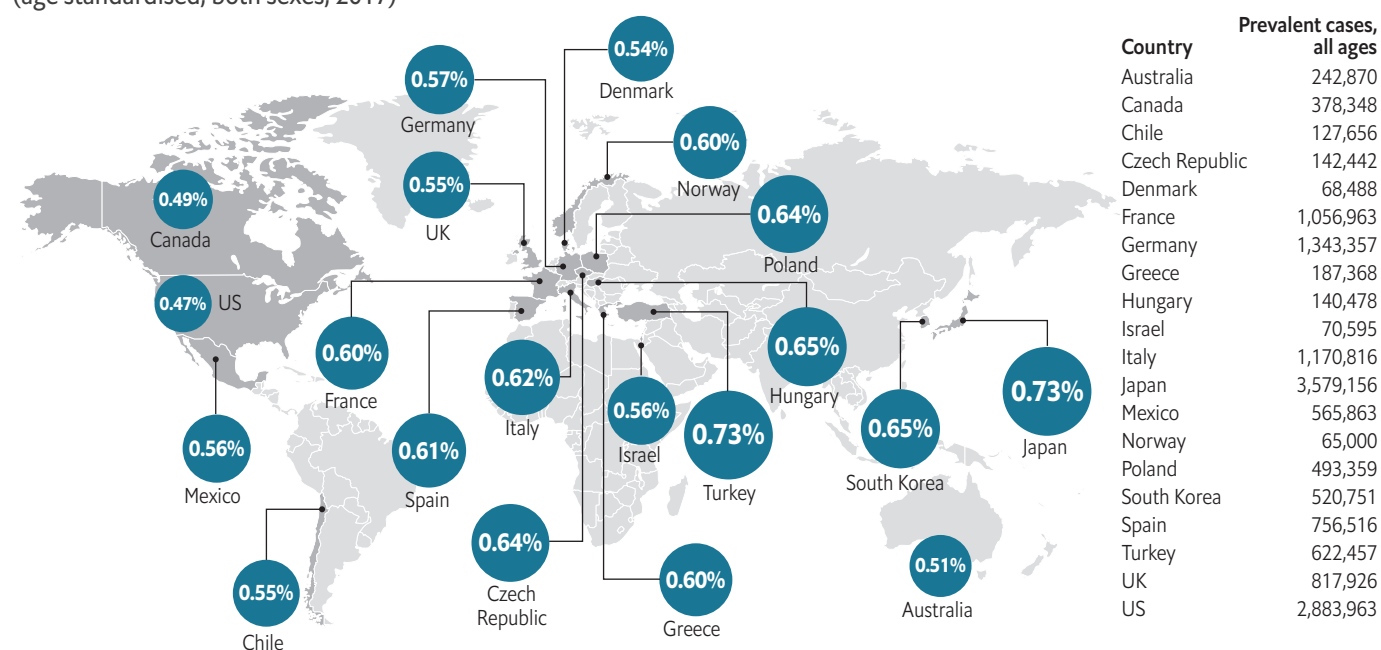 (age standardised, both sexes, 2017)
0.54%
Denmark
0.57%
Germany
0.60%
Norway
0.55%
UK
0.49%
Canada
0.64%
Poland
0.47% US
0.60%
France
0.65%
Hungary
0.62%
Italy
0.56%
Israel
0.73%
Turkey
0.73%
Japan
0.65%
South Korea
0.56%
Mexico
0.61%
Spain
0.64%
Czech
Republic
0.60%
Greece
0.51%
Australia
0.55%
Chile
Prevalent cases,
Country all ages
Australia 242,870
Canada 378,348
Chile 127,656
Czech Republic 142,442
Denmark 68,488
France 1,056,963
Germany 1,343,357
Greece 187,368
Hungary 140,478
Israel 70,595
Italy 1,170,816
Japan 3,579,156
Mexico 565,863
Norway 65,000
Poland 493,359
South Korea 520,751
Spain 756,516
Turkey 622,457
UK 817,926
US 2,883,963